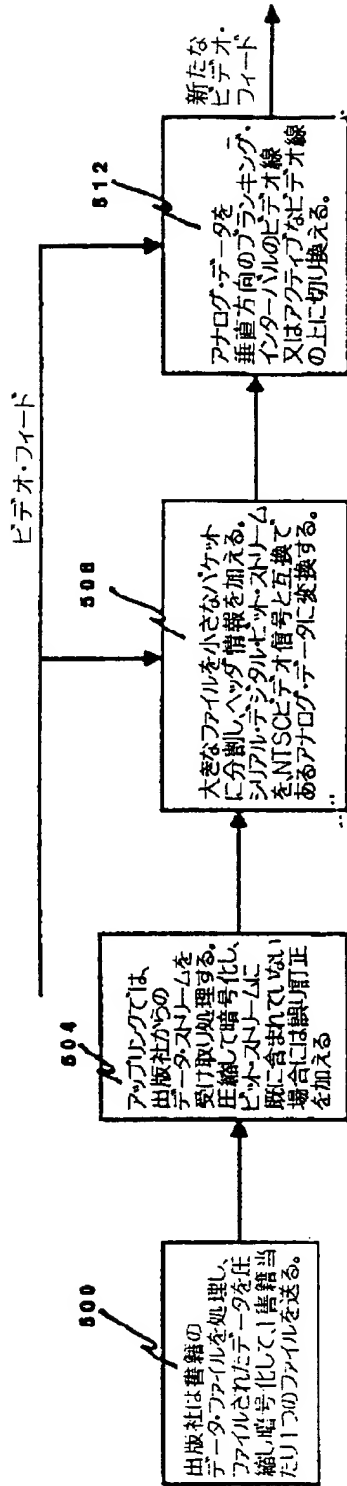 500
出版社は書籍の
データ・ファイルを処理し、
ファイルされたデータを圧
縮し暗号化して、1書籍当
たり1つのファイルを送る。
504
アップリンクでは、
出版社からの
データ・ストリームを
受け取り処理する。
圧縮して暗号化し、
ビット・ストリームに
既に含まれていない
場合には誤り訂正
を加える
ビデオ・フィード
508
大きなファイルを小さなパケット
に分割し、ヘッダ情報を加える。
シリアル・デジタル・ビット・ストリーム
を、NTSCビデオ信号と互換で
あるアナログ・データに変換する。
512
アナログ・データを
垂直方向のブランキング・
インターバルのビデオ線
又はアクティブなビデオ線
の上に切り換える。
新たな
ビデオ・
フィード